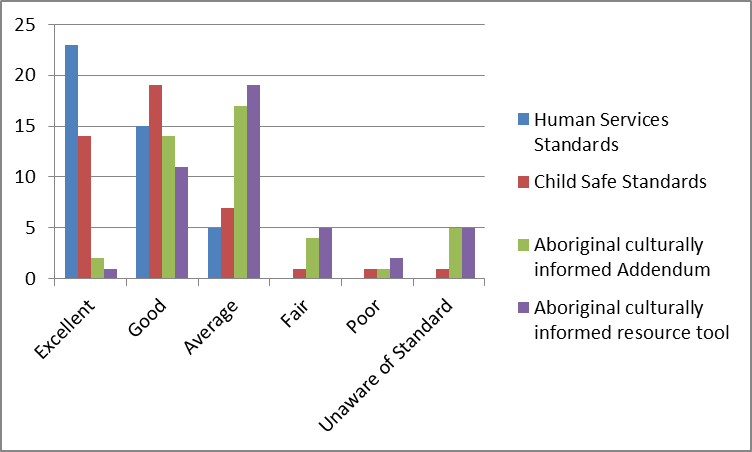 25
20
15
10
5
0
Excellent
Good
Average
Fair
Poor
Unaware of Standard
Human Services
Standards
Child Safe Standards
Aboriginal culturally
informed Addendum
Aboriginal culturally
informed resource tool